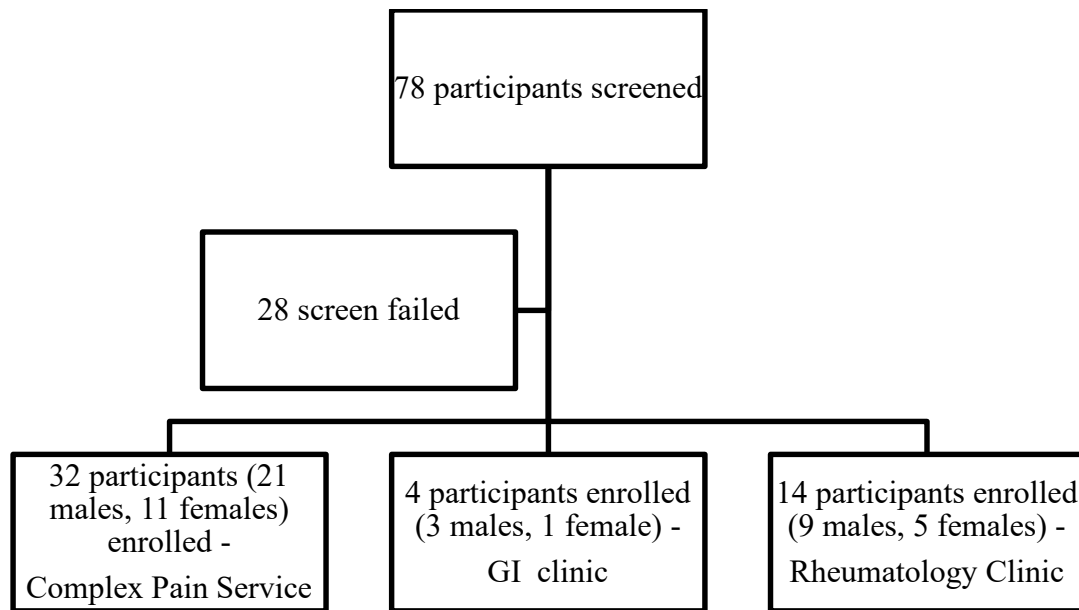 78 participants screened
28 screen failed
32 participants (21
males, 11 females)
enrolled -
Complex Pain Service
4 participants enrolled
(3 males, 1 female) -
GI clinic
14 participants enrolled
(9 males, 5 females) -
Rheumatology Clinic